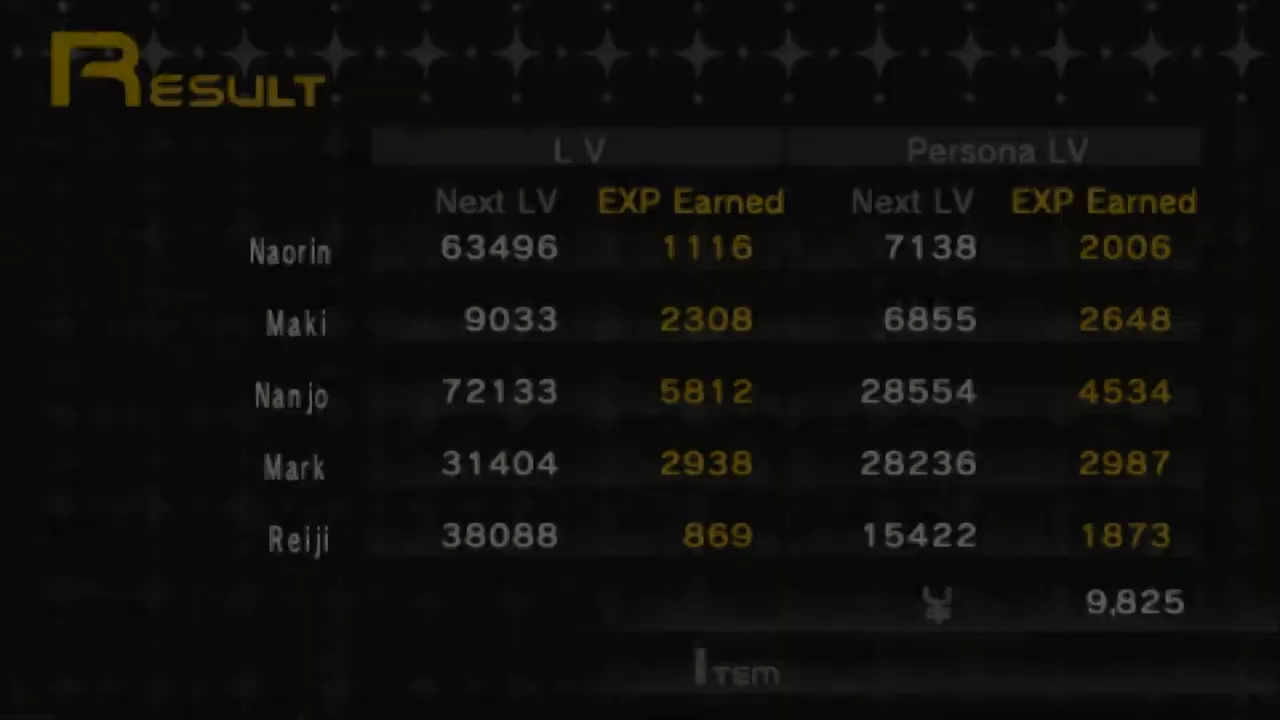 RESULT
LV Persona LV
Next LV EXP Earned Next LV EXP Earned
Naorin 63496 1116 7138 2006
Maki 9033 2308 6855 2648
Nanjo 72133 5812 28554 4534
Mark 31404 2938 28236 2987
Reiji 38088 869 15422 1873
¥ 9,825
ITEM